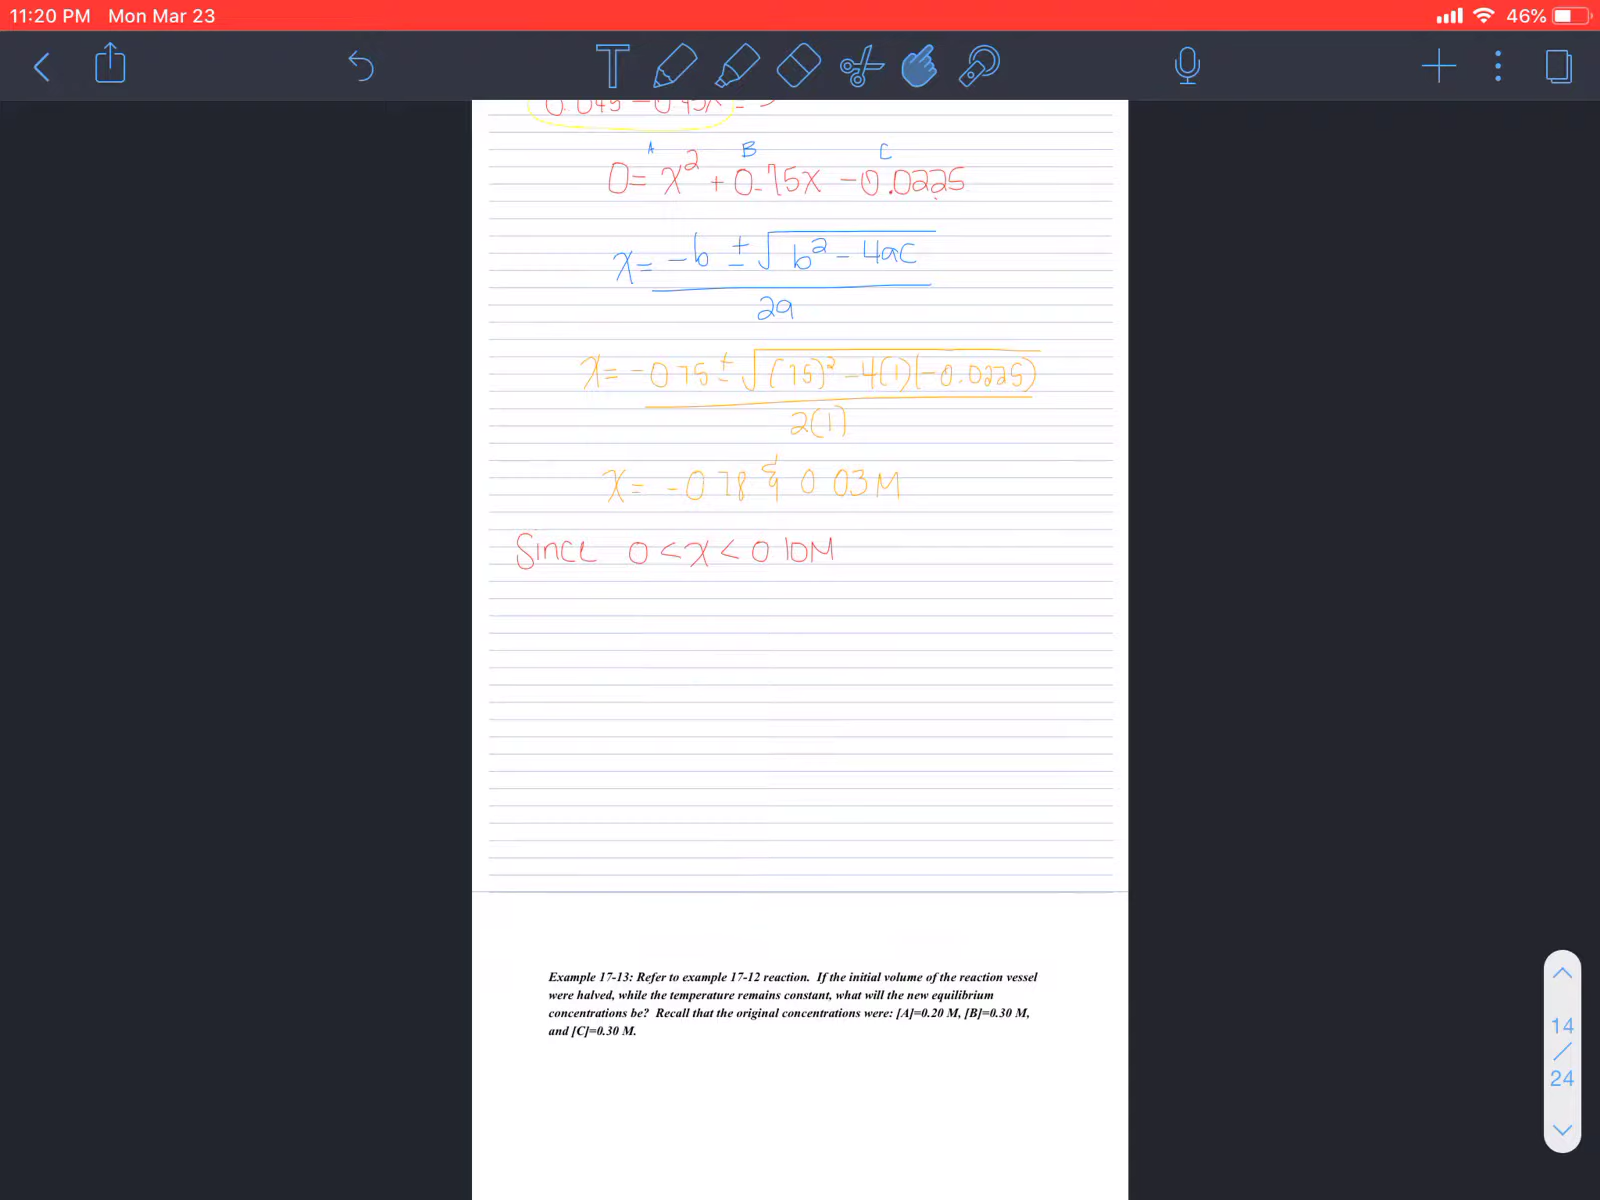 11:20 PM Mon Mar 23 46%
T
0.045 - 0.45x =
A B C
0 = x² + 0.75x - 0.0225
x = -b ± √b² - 4ac
2a
x = -0.75 ± √(75)² - 4(1)(-0.0225)
2(1)
x = -0.78 & 0.03M
Since 0 < x < 0.10M
Example 17-13: Refer to example 17-12 reaction. If the initial volume of the reaction vessel
were halved, while the temperature remains constant, what will the new equilibrium
concentrations be? Recall that the original concentrations were: [A]=0.20 M, [B]=0.30 M,
and [C]=0.30 M.
14
/
24